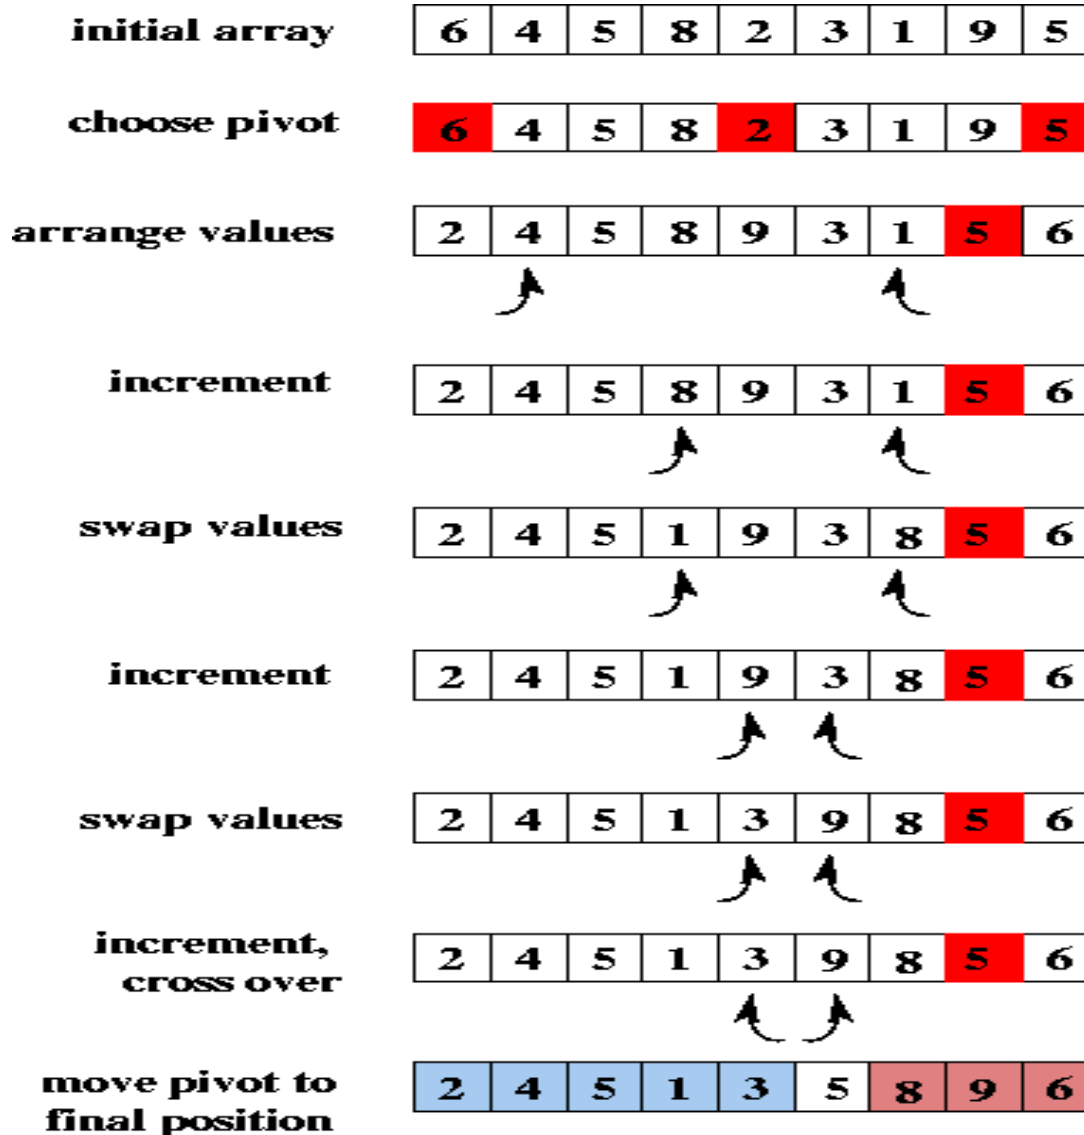 initial array 6 4 5 8 2 3 1 9 5
choose pivot 6 4 5 8 2 3 1 9 5
arrange values 2 4 5 8 9 3 1 5 6
increment 2 4 5 8 9 3 1 5 6
swap values 2 4 5 1 9 3 8 5 6
increment 2 4 5 1 9 3 8 5 6
swap values 2 4 5 1 3 9 8 5 6
increment,
cross over 2 4 5 1 3 9 8 5 6
move pivot to
final position 2 4 5 1 3 5 8 9 6